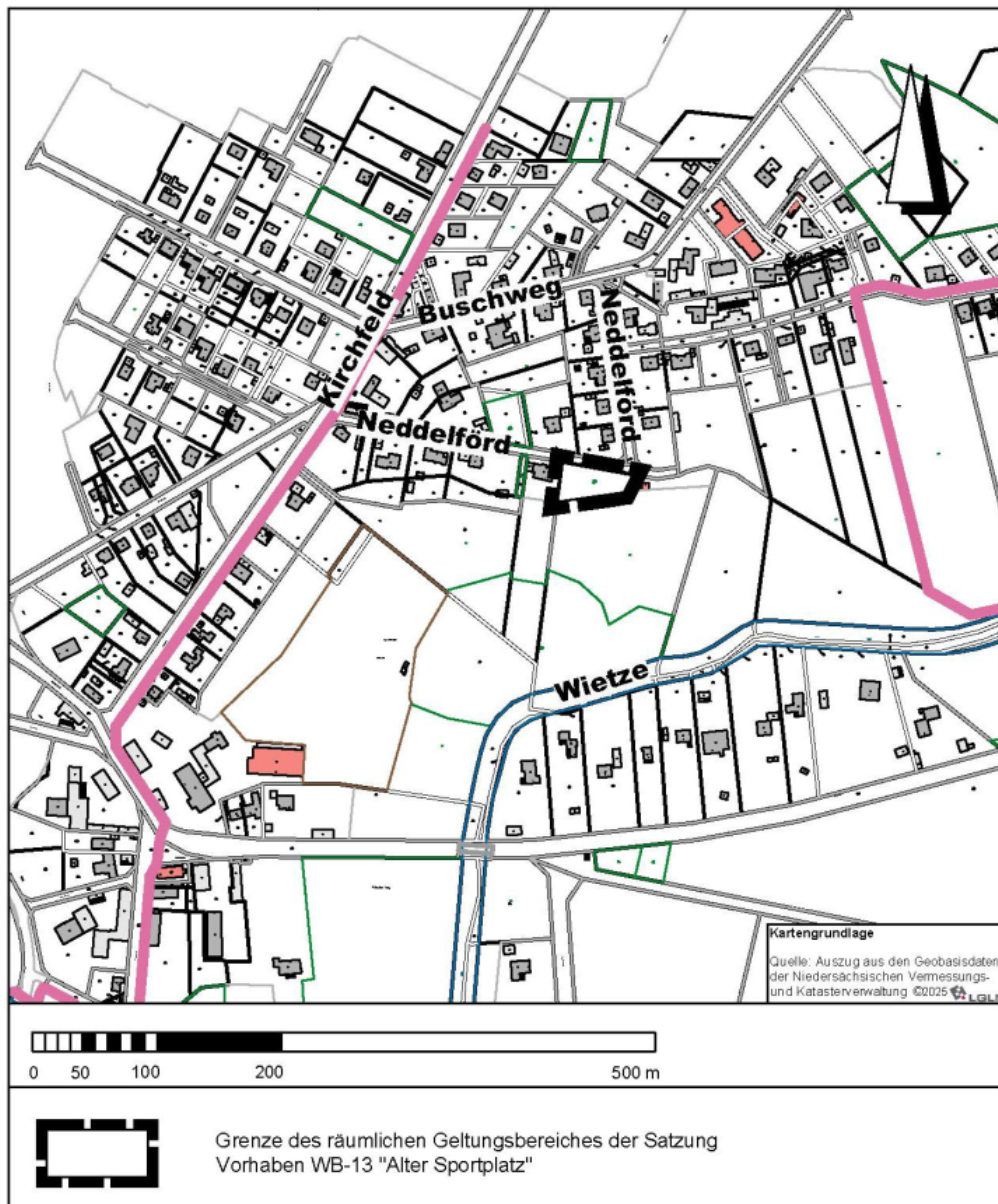 Buschweg
Kirchfeld
Neddelförd
Neddelförd
Wietze
Kartengrundlage
Quelle: Auszug aus den Geobasisdaten
der Niedersächsischen Vermessungs-
und Katasterverwaltung ©2025 LGLN
0 50 100 200 500 m
Grenze des räumlichen Geltungsbereiches der Satzung
Vorhaben WB-13 "Alter Sportplatz"